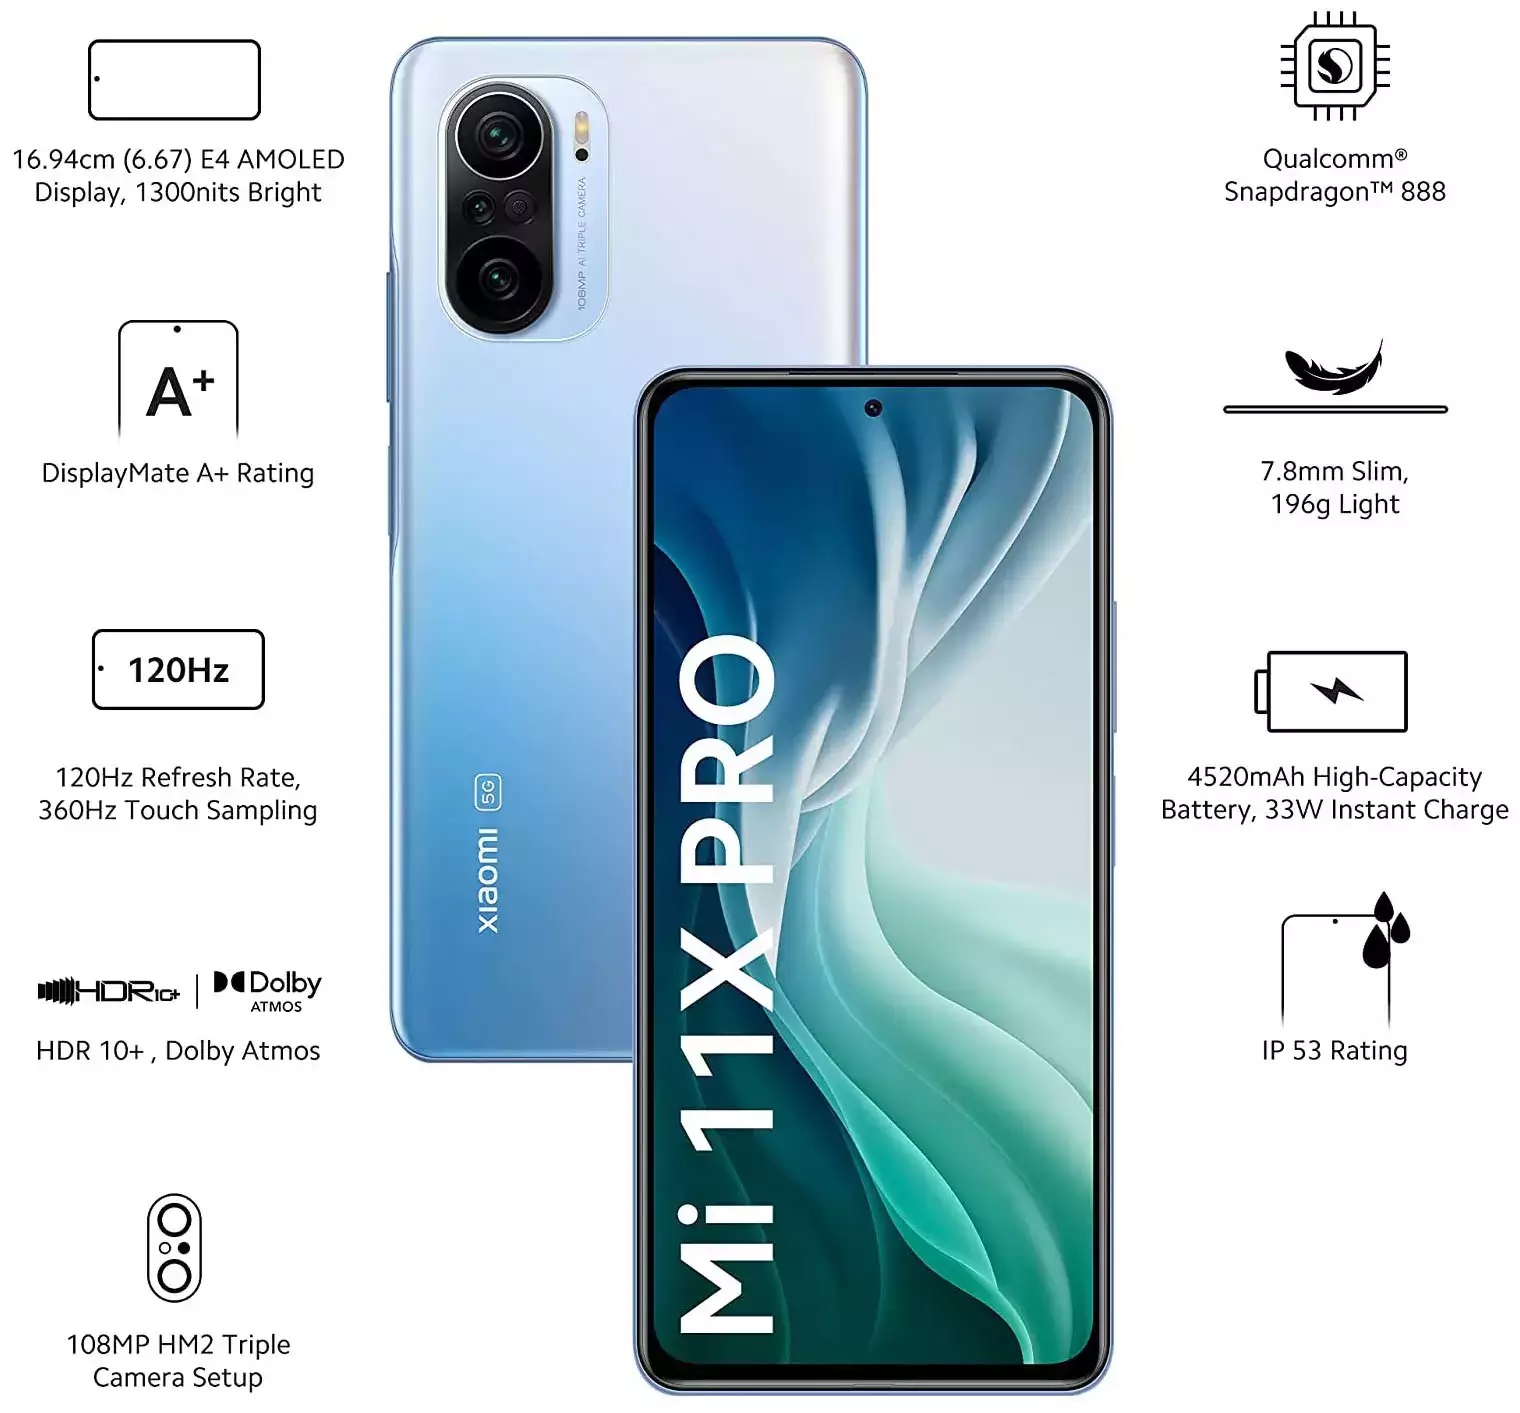 16.94cm (6.67) E4 AMOLED
Display, 1300nits Bright
A+
DisplayMate A+ Rating
120Hz
120Hz Refresh Rate,
360Hz Touch Sampling
HDR10+ | Dolby
ATMOS
HDR 10+ , Dolby Atmos
108MP HM2 Triple
Camera Setup
108MP AI TRIPLE CAMERA
xiaomi 5G
Mi 11X PRO
Qualcomm®
Snapdragon™ 888
7.8mm Slim,
196g Light
4520mAh High-Capacity
Battery, 33W Instant Charge
IP 53 Rating